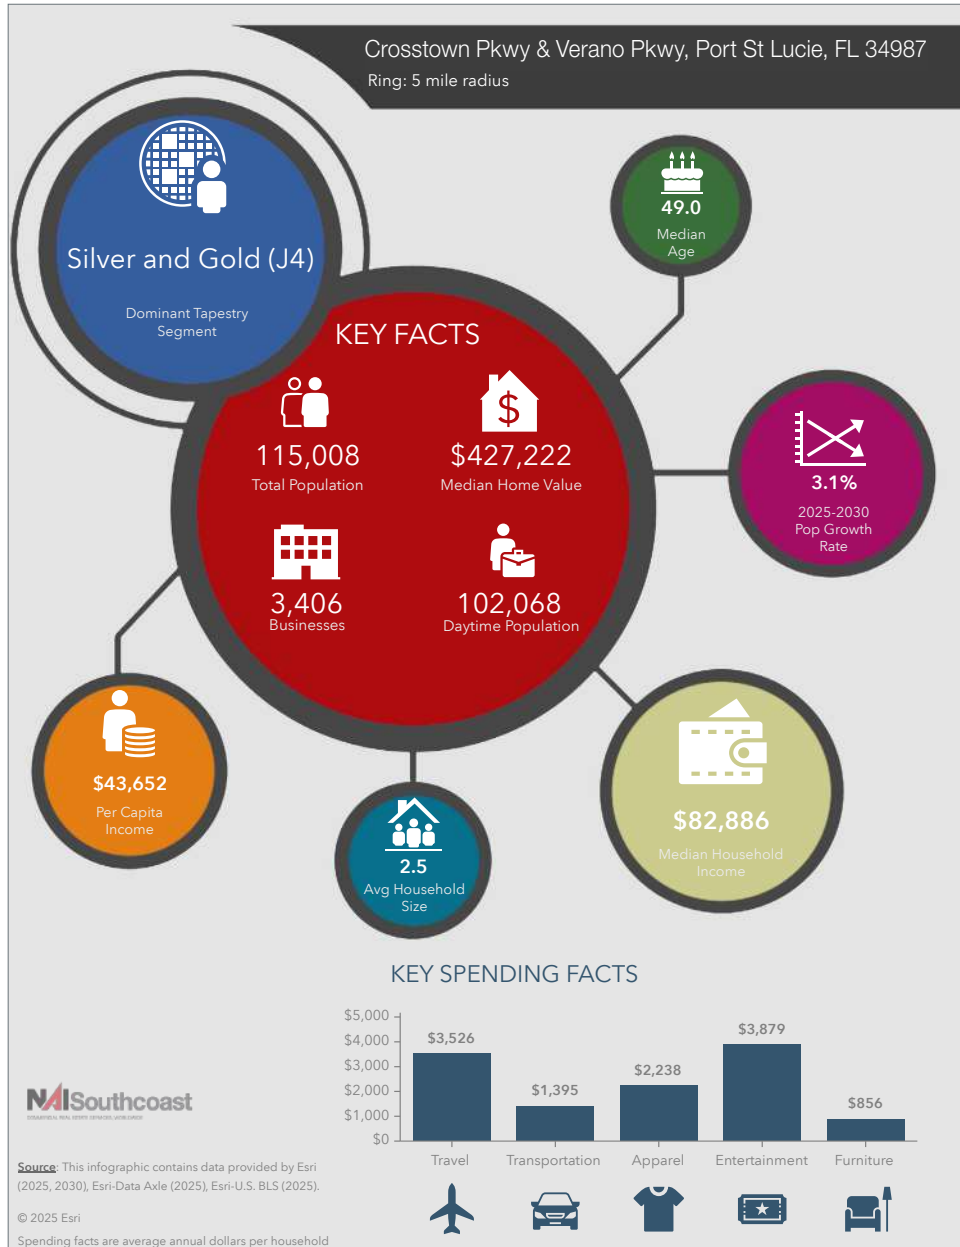 Crosstown Pkwy & Verano Pkwy, Port St Lucie, FL 34987
Ring: 5 mile radius
Silver and Gold (J4)
Dominant Tapestry
Segment
49.0
Median
Age
KEY FACTS
115,008
Total Population
$
$427,222
Median Home Value
3,406
Businesses
102,068
Daytime Population
3.1%
2025-2030
Pop Growth
Rate
$43,652
Per Capita
Income
2.5
Avg Household
Size
$82,886
Median Household
Income
KEY SPENDING FACTS
$5,000
$4,000
$3,000
$2,000
$1,000
$0
$3,526
$1,395
$2,238
$3,879
$856
Travel
Transportation
Apparel
Entertainment
Furniture
NAISouthcoast
COMMERCIAL REAL ESTATE SERVICES, WORLDWIDE
Source: This infographic contains data provided by Esri
(2025, 2030), Esri-Data Axle (2025), Esri-U.S. BLS (2025).
© 2025 Esri
Spending facts are average annual dollars per household